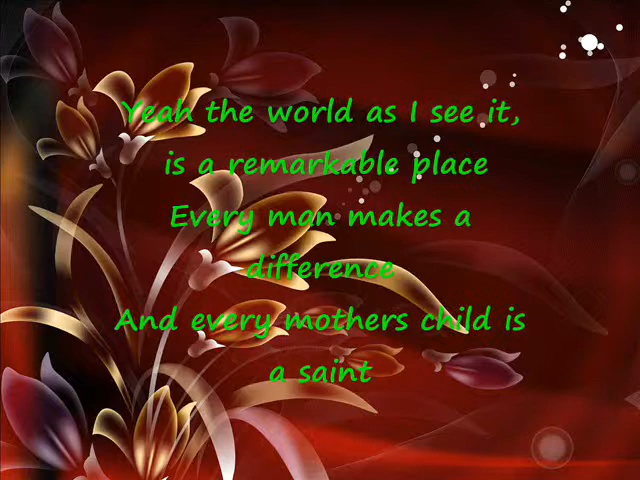 Yeah the world as I see it,
is a remarkable place
Every man makes a
difference
And every mothers child is
a saint